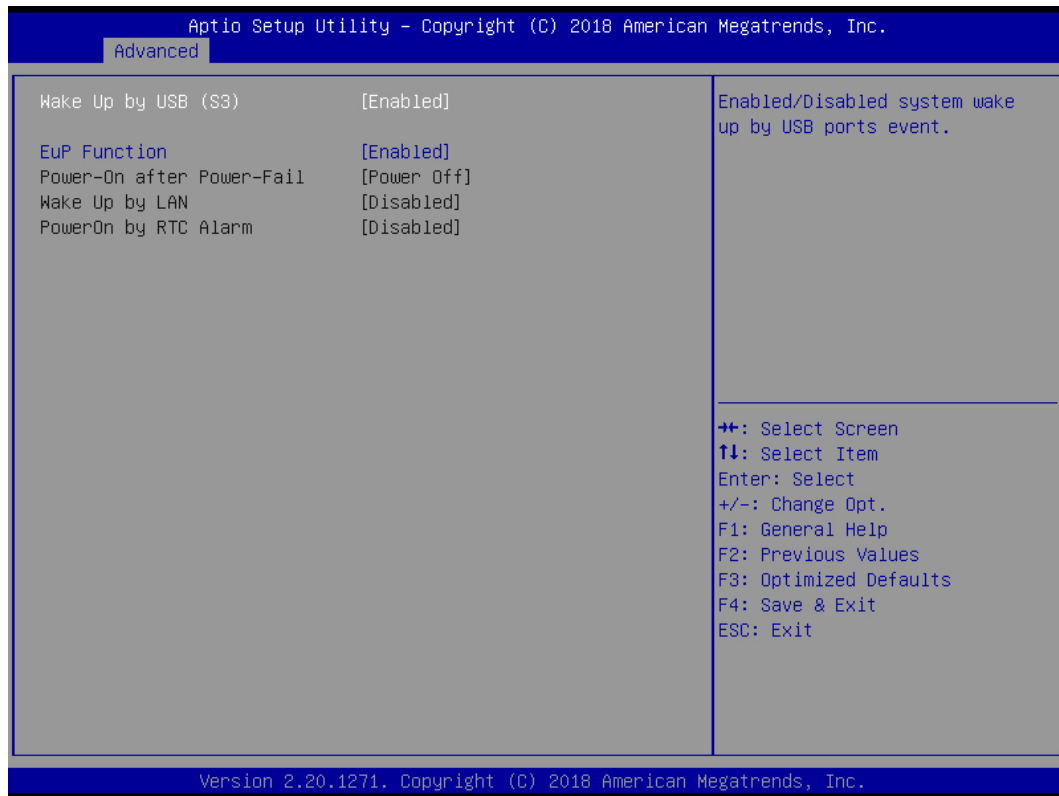 Aptio Setup Utility – Copyright (C) 2018 American Megatrends, Inc.
Advanced
Wake Up by USB (S3) [Enabled]
EuP Function [Enabled]
Power-On after Power-Fail [Power Off]
Wake Up by LAN [Disabled]
PowerOn by RTC Alarm [Disabled]
Enabled/Disabled system wake
up by USB ports event.
→←: Select Screen
↑↓: Select Item
Enter: Select
+/-: Change Opt.
F1: General Help
F2: Previous Values
F3: Optimized Defaults
F4: Save & Exit
ESC: Exit
Version 2.20.1271. Copyright (C) 2018 American Megatrends, Inc.